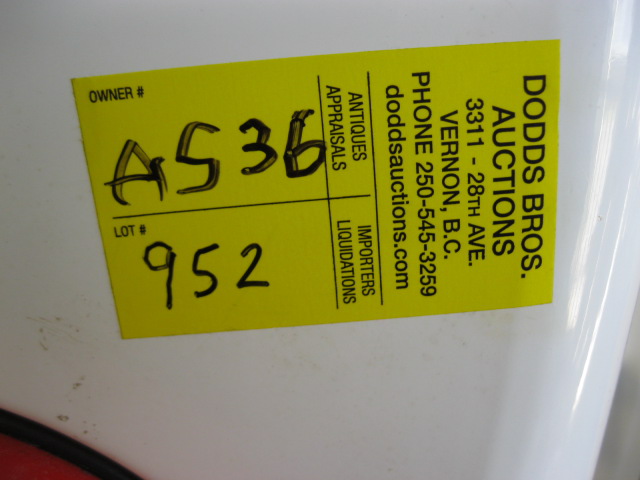 DODDS BROS.
AUCTIONS
3311 - 28TH AVE.
VERNON, B.C.
PHONE 250-545-3259
doddsauctions.com
ANTIQUES
APPRAISALS
IMPORTERS
LIQUIDATIONS
OWNER #
A536
LOT #
952